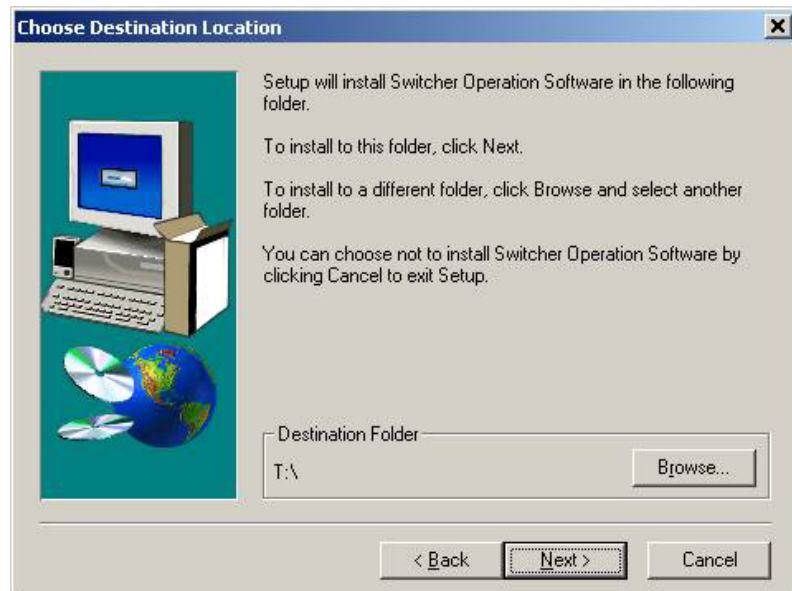 Choose Destination Location
Setup will install Switcher Operation Software in the following
folder.
To install to this folder, click Next.
To install to a different folder, click Browse and select another
folder.
You can choose not to install Switcher Operation Software by
clicking Cancel to exit Setup.
Destination Folder
T:\
Browse...
< Back
Next >
Cancel